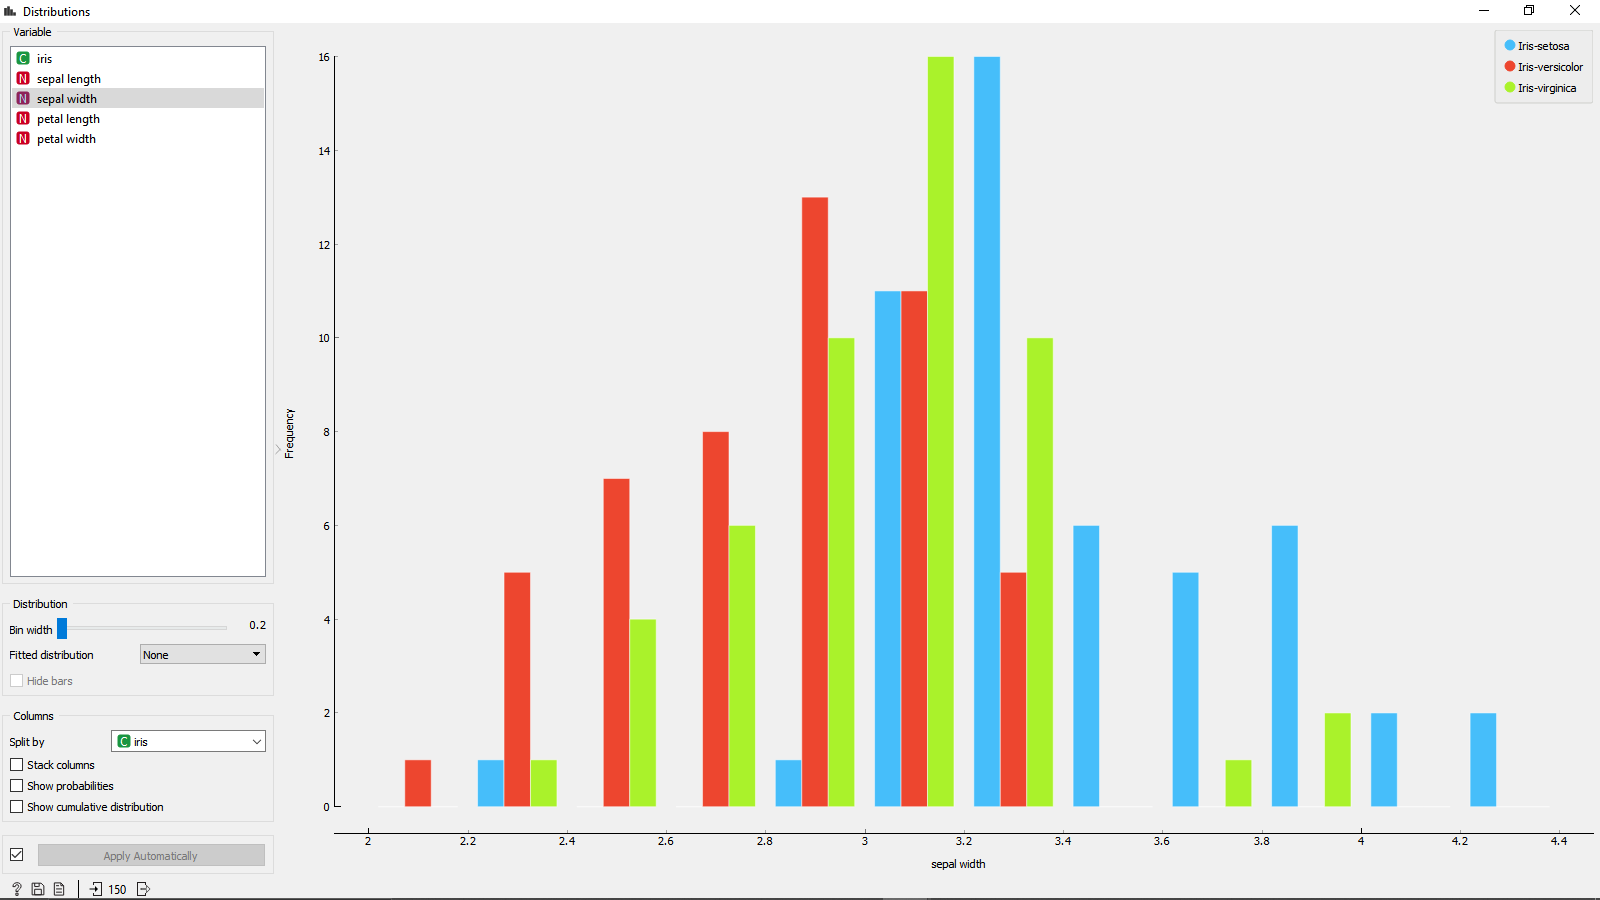 Distributions
Variable
C iris
N sepal length
N sepal width
N petal length
N petal width
Distribution
Bin width 0.2
Fitted distribution None
Hide bars
Columns
Split by C iris
Stack columns
Show probabilities
Show cumulative distribution
Apply Automatically
? 150
Frequency
16
14
12
10
8
6
4
2
0
2 2.2 2.4 2.6 2.8 3 3.2 3.4 3.6 3.8 4 4.2 4.4
sepal width
Iris-setosa
Iris-versicolor
Iris-virginica